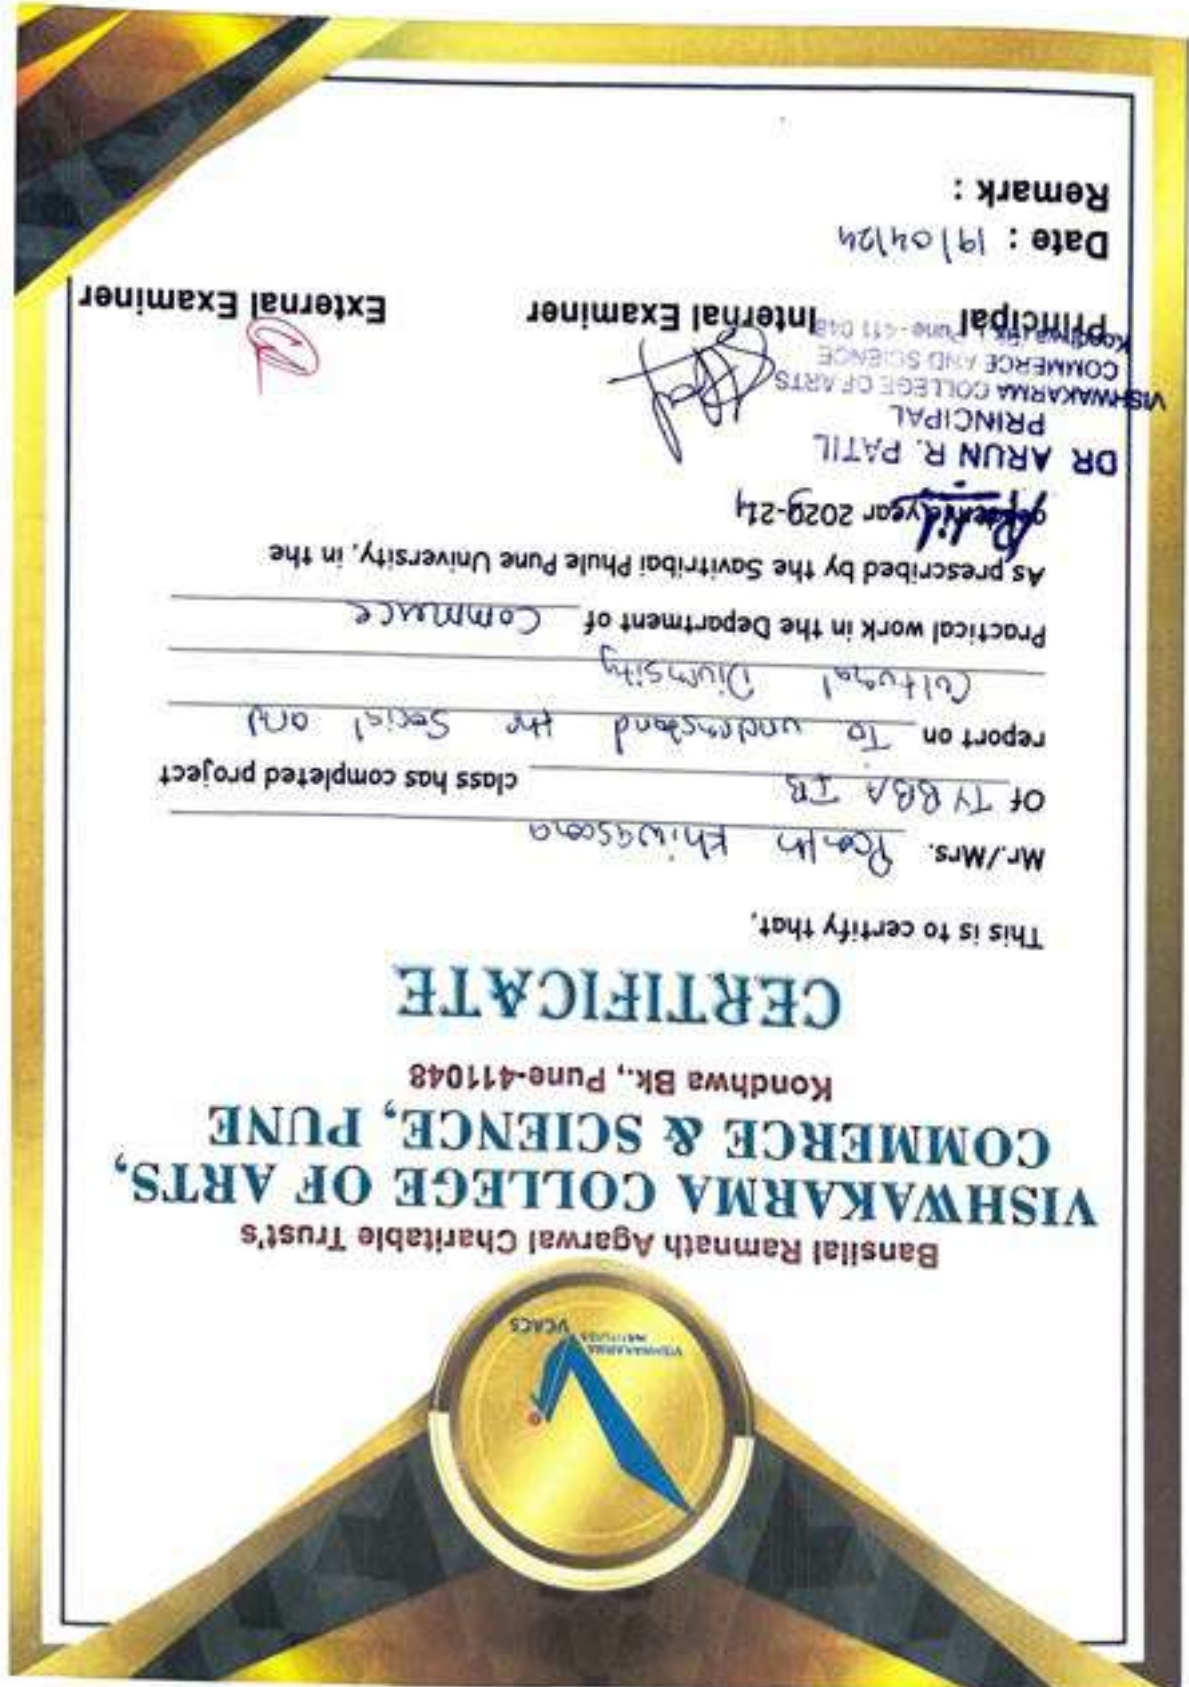 VISHWAKARMA
INSTITUTES
VCACS
Bansilal Ramnath Agarwal Charitable Trust's
VISHWAKARMA COLLEGE OF ARTS,
COMMERCE & SCIENCE, PUNE
Kondhwa Bk., Pune-411048
CERTIFICATE
This is to certify that,
Mr./Mrs. Khiwasara
Of TY BBA IB class has completed project
report on To understand the Social and
Cultural Diversity
Practical work in the Department of Commerce
As prescribed by the Savitribai Phule Pune University, in the
year 2024
DR ARUN R. PATIL
PRINCIPAL
VISHWAKARMA COLLEGE OF ARTS
COMMERCE AND SCIENCE
Kondhwa Bk., Pune-411 048
Principal Internal Examiner External Examiner
Date : 19/04/24
Remark :